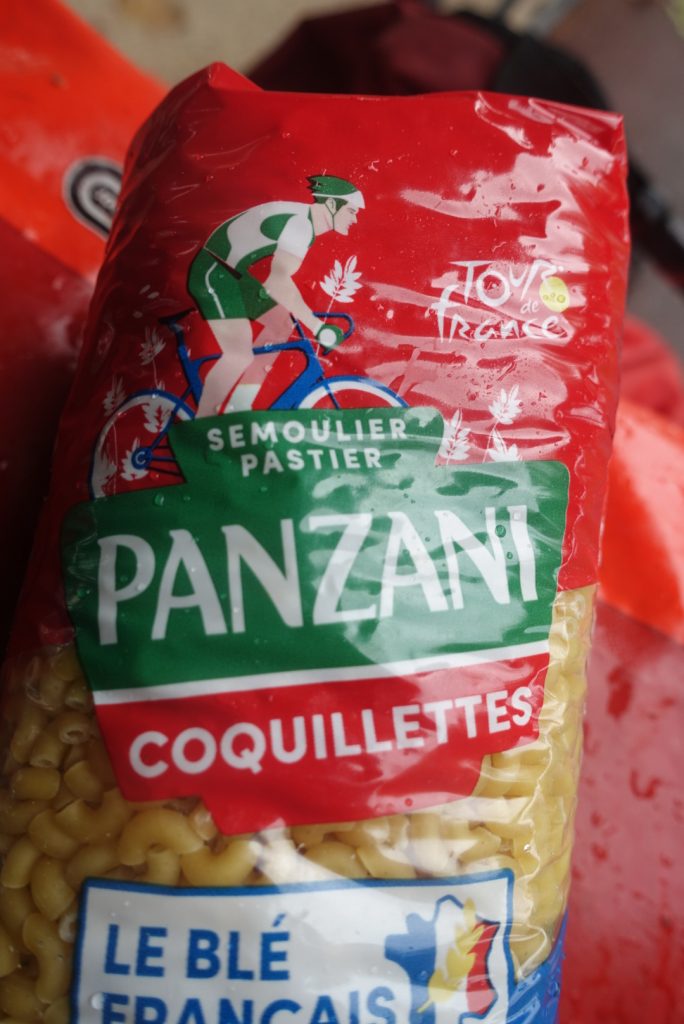 TOUR
de
france
SEMOULIER
PASTIER
PANZANI
COQUILLETTES
LE BLÉ
FRANÇAIS